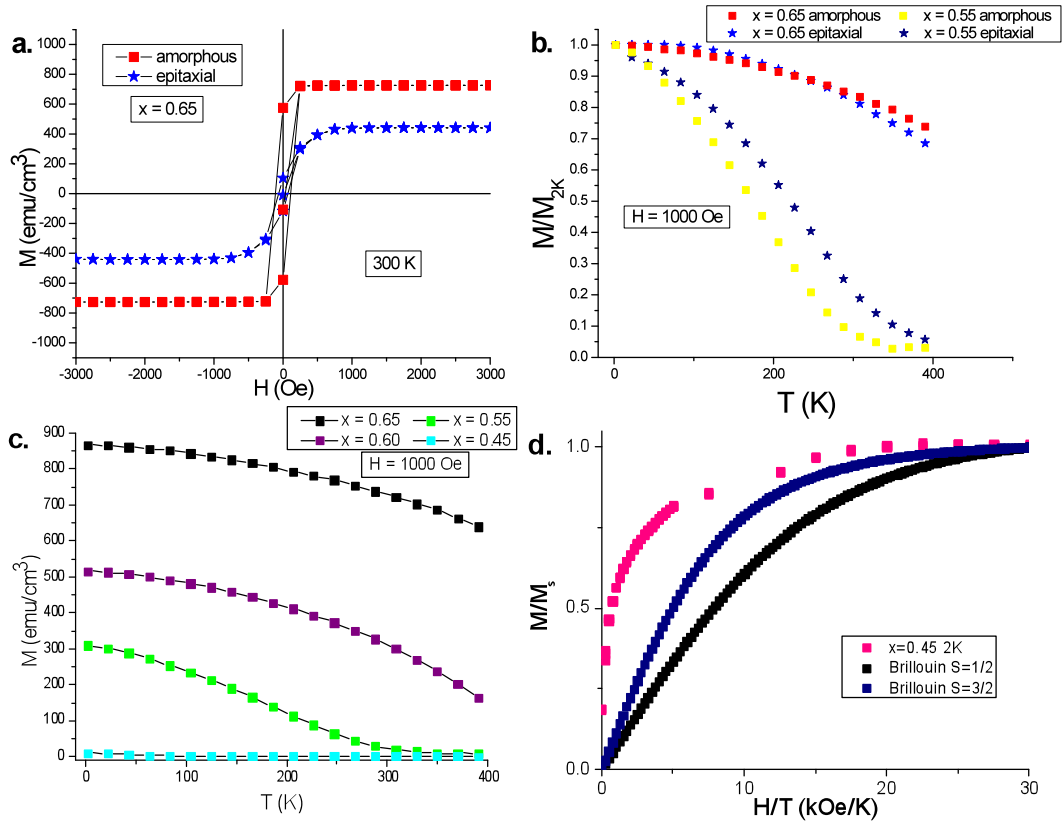 a.
amorphous
epitaxial
x = 0.65
300 K
M (emu/cm3)
1000
800
600
400
200
0
-200
-400
-600
-800
-1000
-3000 -2000 -1000 0 1000 2000 3000
H (Oe)
b.
x = 0.65 amorphous x = 0.55 amorphous
x = 0.65 epitaxial x = 0.55 epitaxial
H = 1000 Oe
M/M2K
1.0
0.9
0.8
0.7
0.6
0.5
0.4
0.3
0.2
0.1
0.0
0 200 400
T (K)
c.
x = 0.65 x = 0.55
x = 0.60 x = 0.45
H = 1000 Oe
M (emu/cm3)
900
800
700
600
500
400
300
200
100
0
0 100 200 300 400
T (K)
d.
M/Ms
1.0
0.5
0.0
x=0.45 2K
Brillouin S=1/2
Brillouin S=3/2
0 10 20 30
H/T (kOe/K)